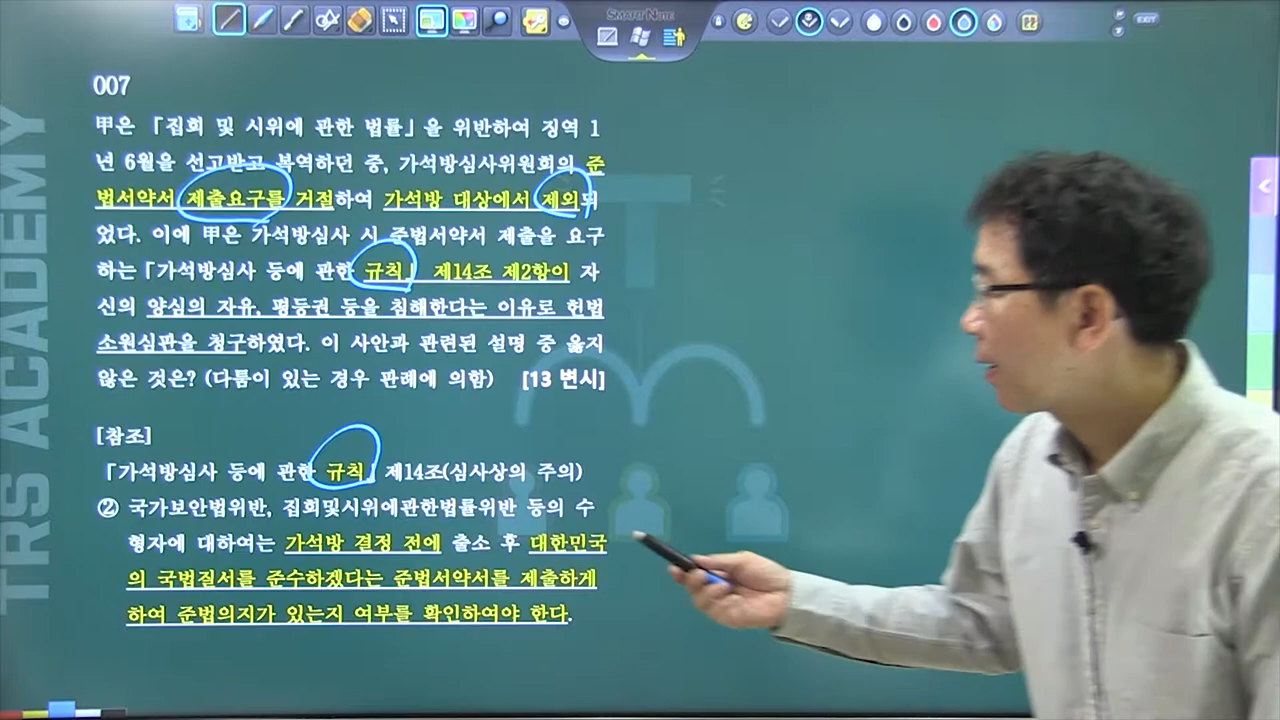 SMART NOTE
EXIT
TRS ACADEMY
007
甲은 「집회 및 시위에 관한 법률」을 위반하여 징역 1
년 6월을 선고받고 복역하던 중, 가석방심사위원회의 준
법서약서 제출요구를 거절하여 가석방 대상에서 제외되
었다. 이에 甲은 가석방심사 시 준법서약서 제출을 요구
하는「가석방심사 등에 관한 규칙」 제14조 제2항이 자
신의 양심의 자유, 평등권 등을 침해한다는 이유로 헌법
소원심판을 청구하였다. 이 사안과 관련된 설명 중 옳지
않은 것은? (다툼이 있는 경우 판례에 의함) [13 변시]
[참조]
「가석방심사 등에 관한 규칙」제14조(심사상의 주의)
② 국가보안법위반, 집회및시위에관한법률위반 등의 수
형자에 대하여는 가석방 결정 전에 출소 후 대한민국
의 국법질서를 준수하겠다는 준법서약서를 제출하게
하여 준법의지가 있는지 여부를 확인하여야 한다.